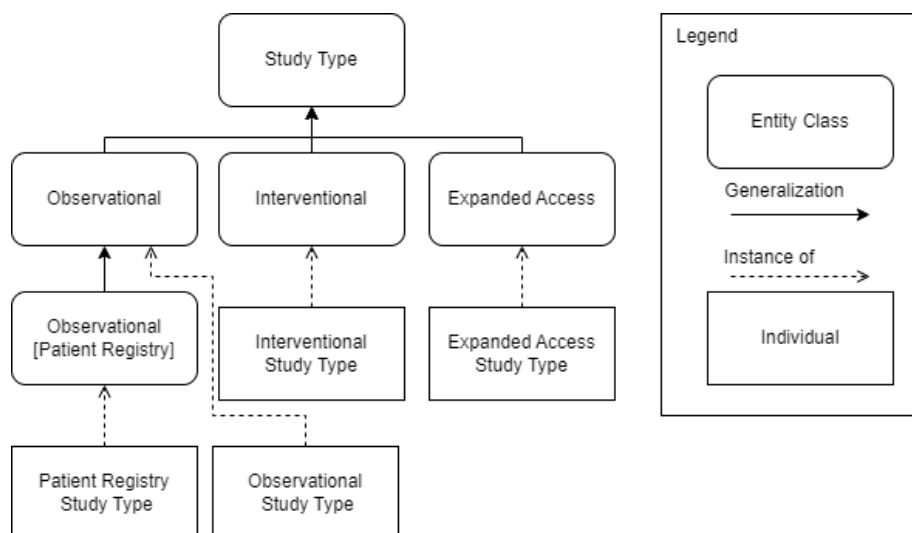 Study Type
Legend
Entity Class
Observational
Interventional
Expanded Access
Generalization
Instance of
Observational
[Patient Registry]
Interventional
Study Type
Expanded Access
Study Type
Individual
Patient Registry
Study Type
Observational
Study Type